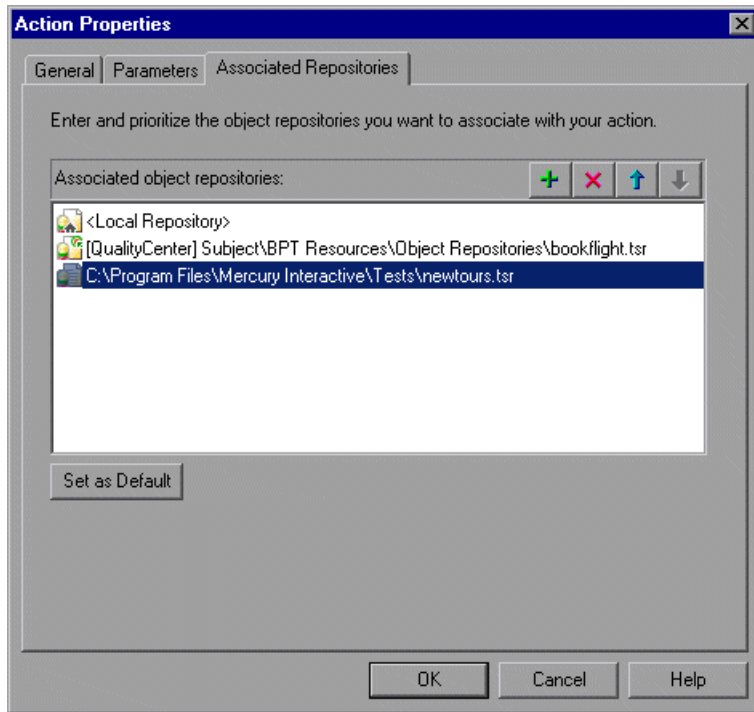 Action Properties
General Parameters Associated Repositories
Enter and prioritize the object repositories you want to associate with your action.
Associated object repositories:
<Local Repository>
[QualityCenter] Subject\BPT Resources\Object Repositories\bookflight.tsr
C:\Program Files\Mercury Interactive\Tests\newtours.tsr
Set as Default
OK Cancel Help